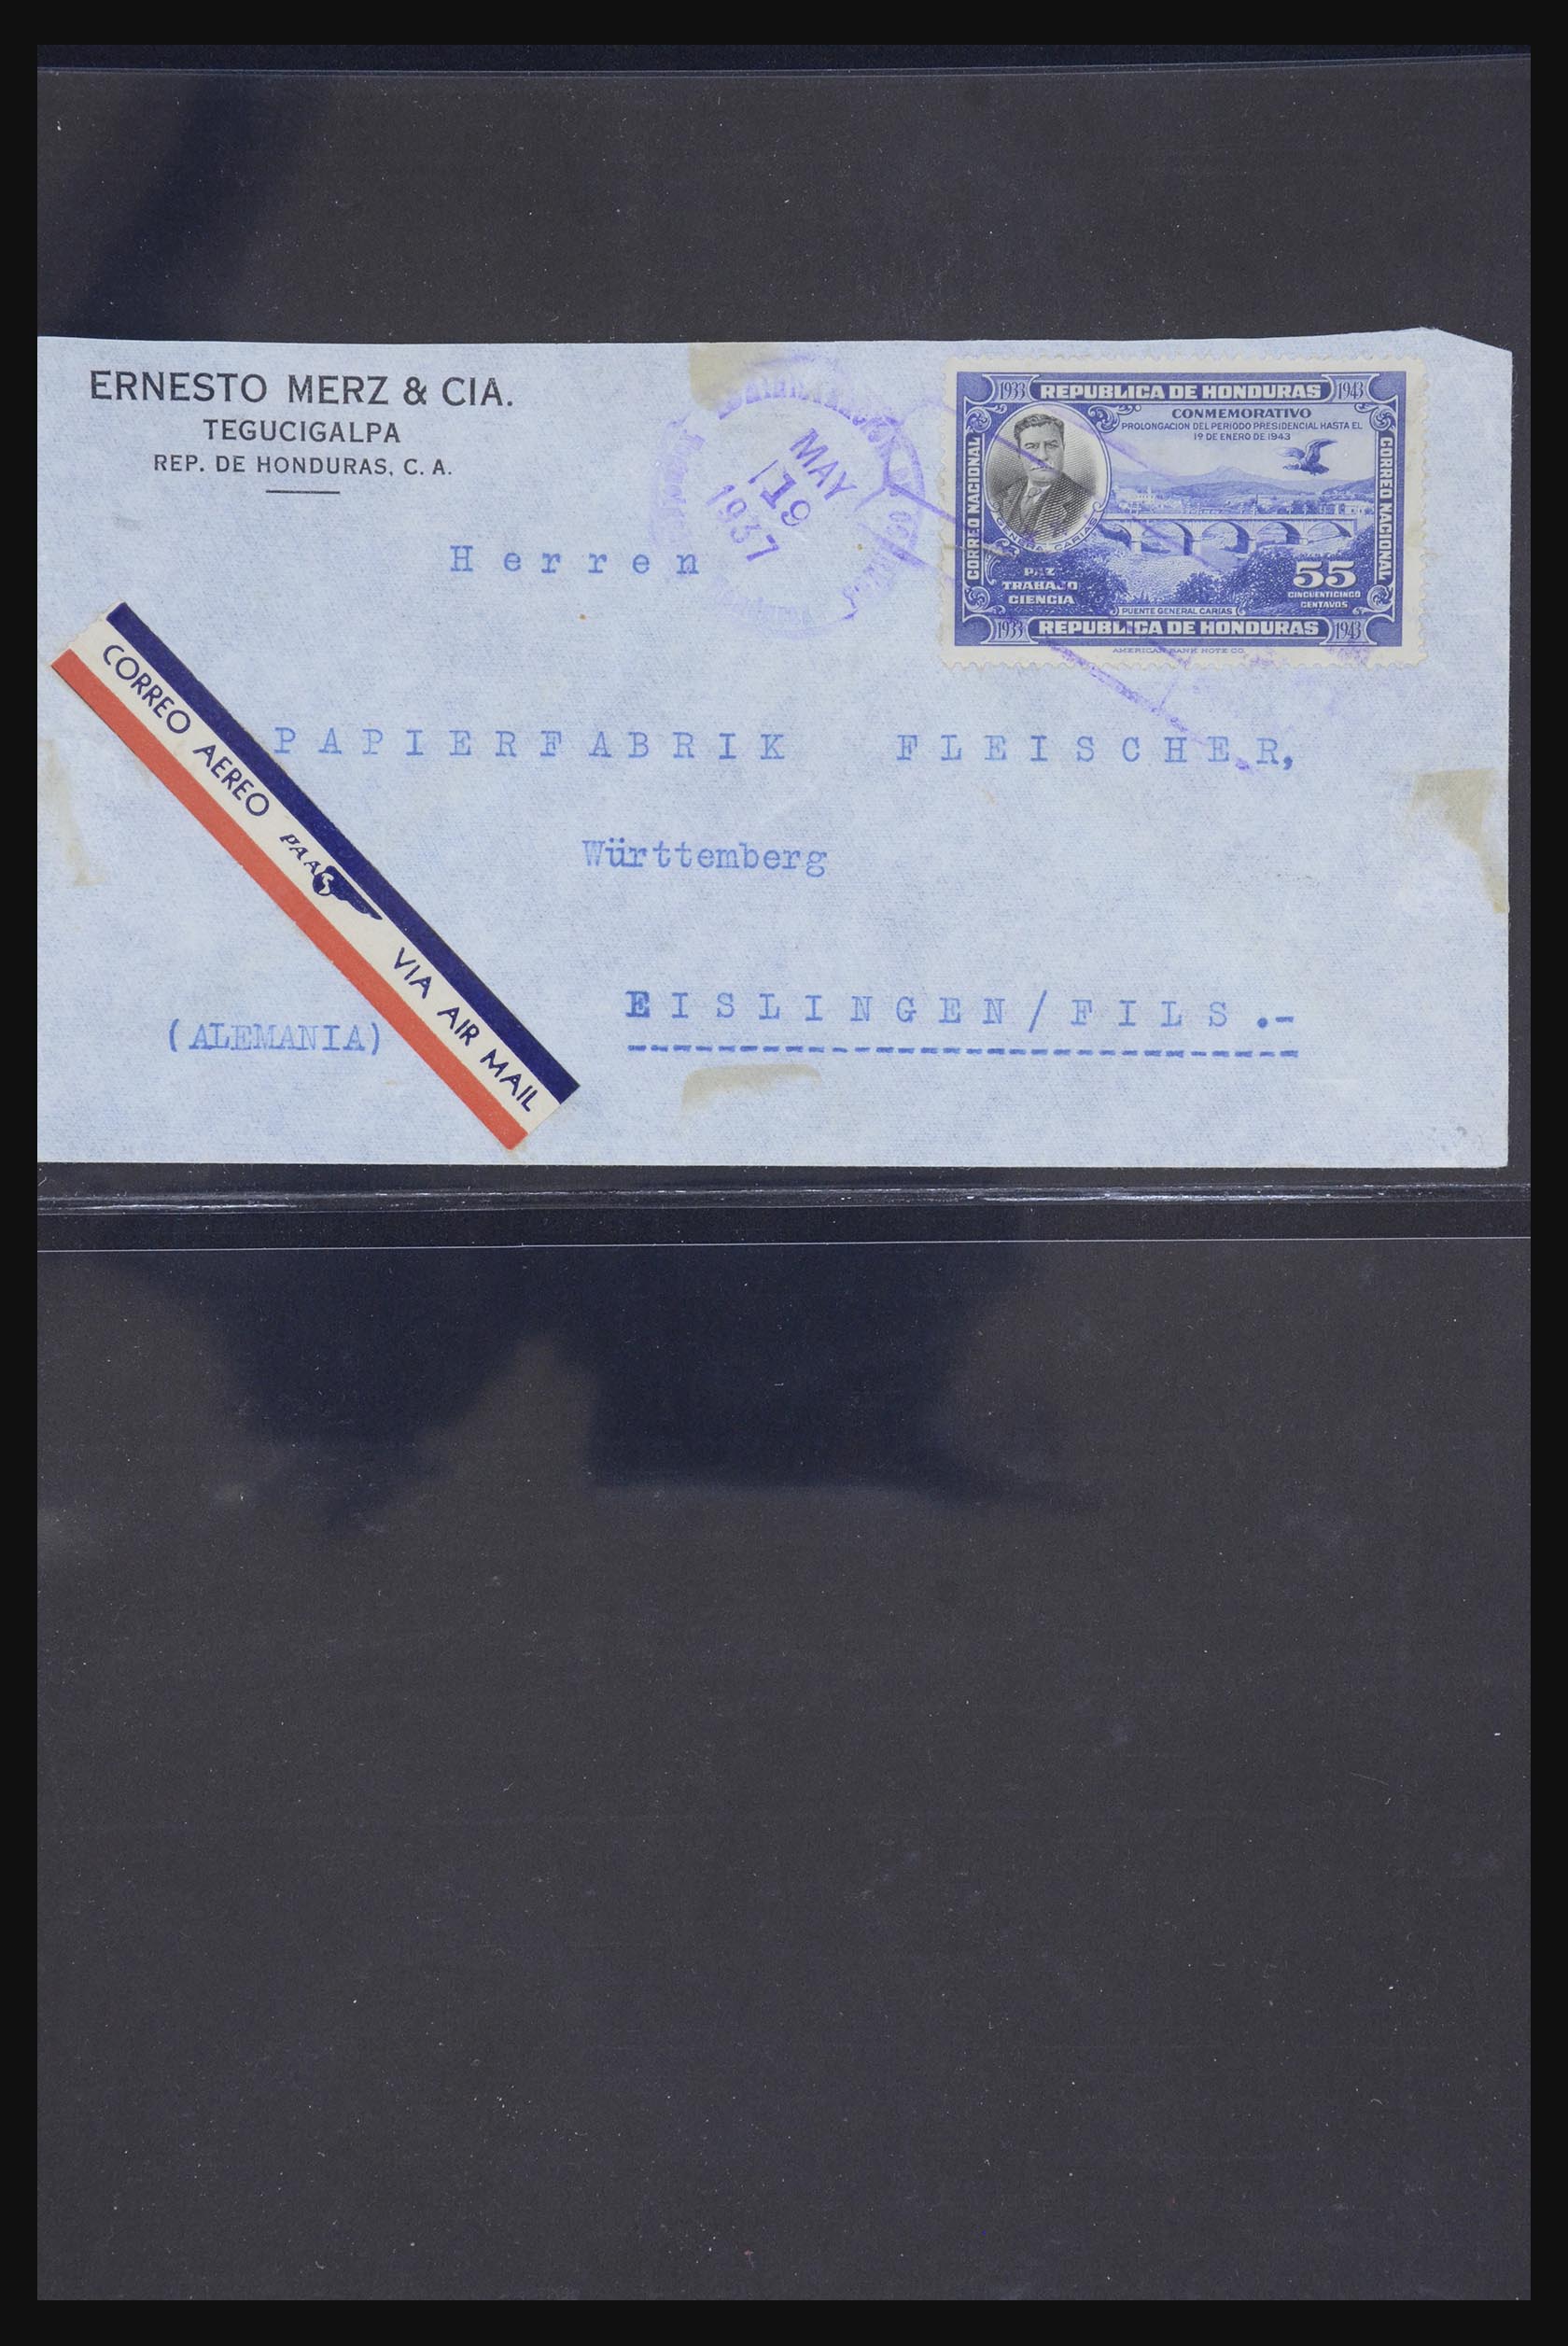 ERNESTO MERZ & CIA.
TEGUCIGALPA
REP. DE HONDURAS, C. A.
MAY
19
1937
1933 REPUBLICA DE HONDURAS 1943
CONMEMORATIVO
PROLONGACION DEL PERIODO PRESIDENCIAL HASTA EL
1º DE ENERO DE 1943
CORREO NACIONAL
CORREO NACIONAL
GENERAL CARIAS
PAZ
TRABAJO
CIENCIA
55
CINCUENTICINCO
CENTAVOS
PUENTE GENERAL CARIAS
1933 REPUBLICA DE HONDURAS 1943
AMERICAN BANK NOTE CO.
Herren
PAPIERFABRIK FLEISCHER,
Württemberg
EISLINGEN/FILS.-
(ALEMANIA)
CORREO AEREO PAA VIA AIR MAIL